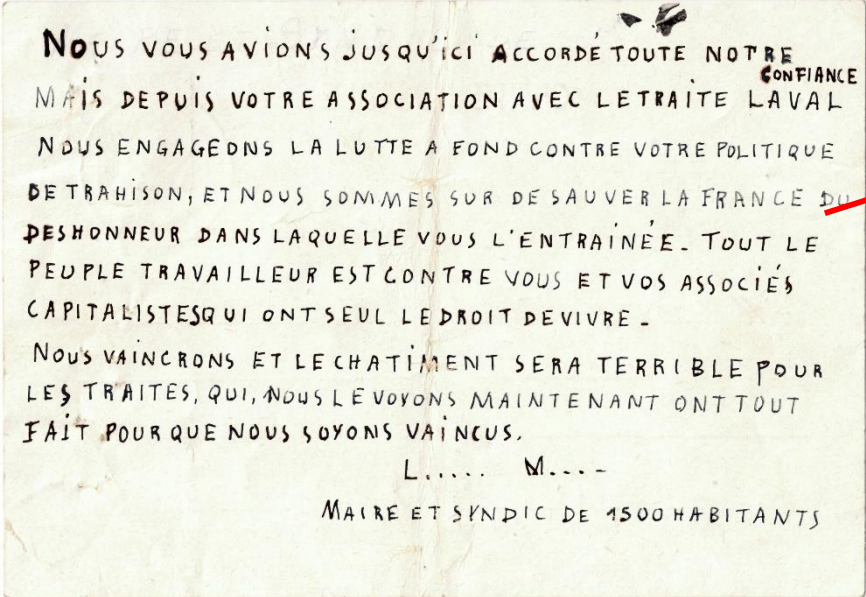 NOUS VOUS AVIONS JUSQU'ICI ACCORDÉ TOUTE NOTRE
CONFIANCE
MAIS DEPUIS VOTRE ASSOCIATION AVEC LE TRAITE LAVAL
NOUS ENGAGEONS LA LUTTE A FOND CONTRE VOTRE POLITIQUE
DE TRAHISON, ET NOUS SOMMES SUR DE SAUVER LA FRANCE DU
DESHONNEUR DANS LAQUELLE VOUS L'ENTRAINÉE. TOUT LE
PEUPLE TRAVAILLEUR EST CONTRE VOUS ET VOS ASSOCIÉS
CAPITALISTES QUI ONT SEUL LE DROIT DE VIVRE.
NOUS VAINCRONS ET LE CHATIMENT SERA TERRIBLE POUR
LES TRAITES, QUI, NOUS LE VOYONS MAINTENANT ONT TOUT
FAIT POUR QUE NOUS SOYONS VAINCUS.
L..... M....
MAIRE ET SYNDIC DE 1500 HABITANTS